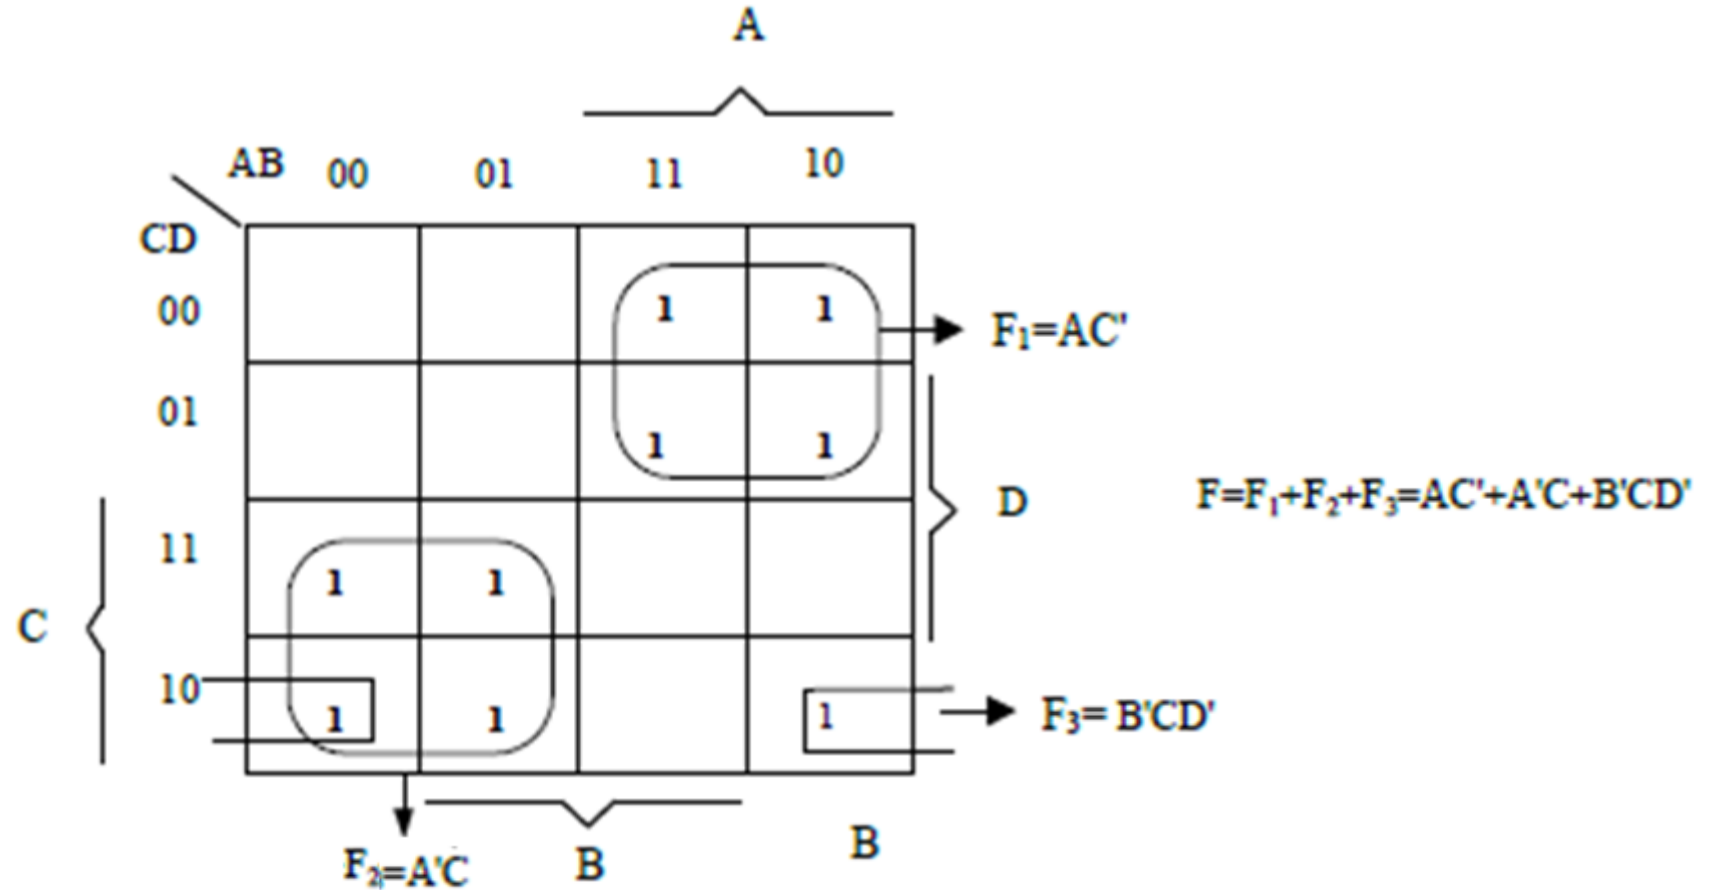 A
AB 00 01 11 10
CD
00 1 1 F₁=AC'
01 1 1
D F=F₁+F₂+F₃=AC'+A'C+B'CD'
11 1 1
C
10 1 1 1 F₃= B'CD'
F₂=A'C B B